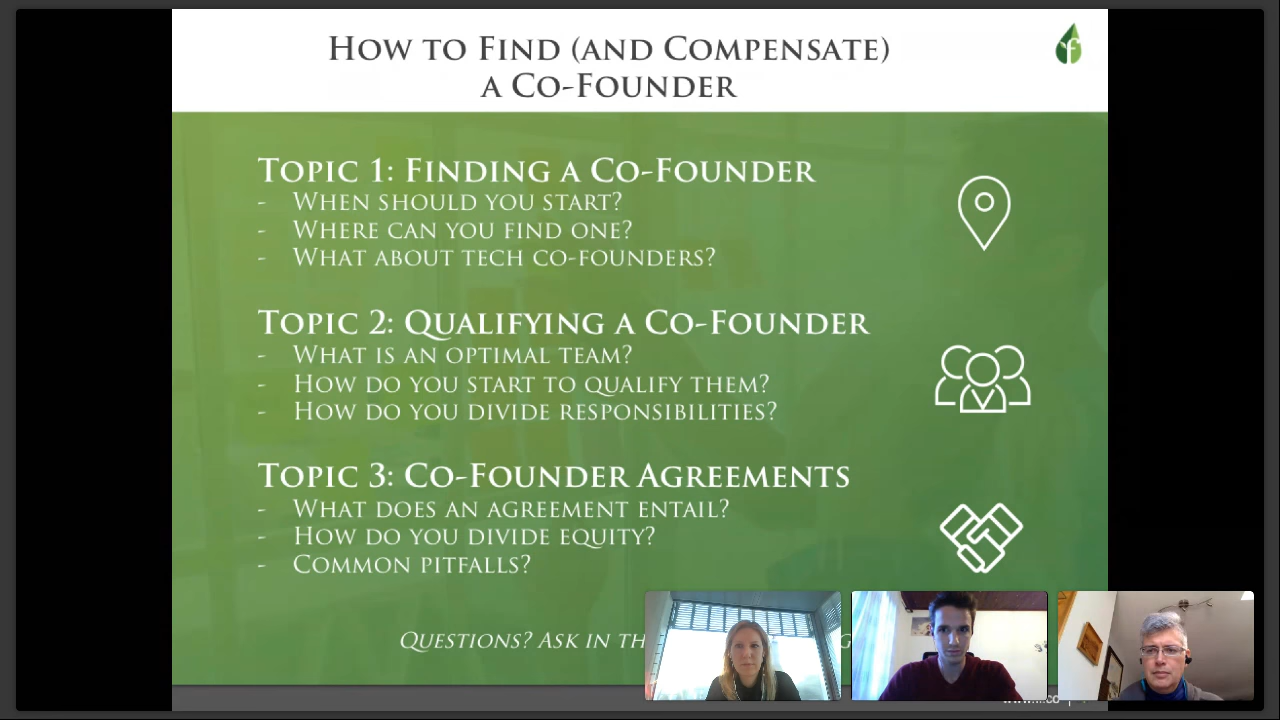 How to Find (and Compensate)
a Co-Founder
Topic 1: Finding a Co-Founder
- When should you start?
- Where can you find one?
- What about tech co-founders?
Topic 2: Qualifying a Co-Founder
- What is an optimal team?
- How do you start to qualify them?
- How do you divide responsibilities?
Topic 3: Co-Founder Agreements
- What does an agreement entail?
- How do you divide equity?
- Common pitfalls?
Questions? Ask in